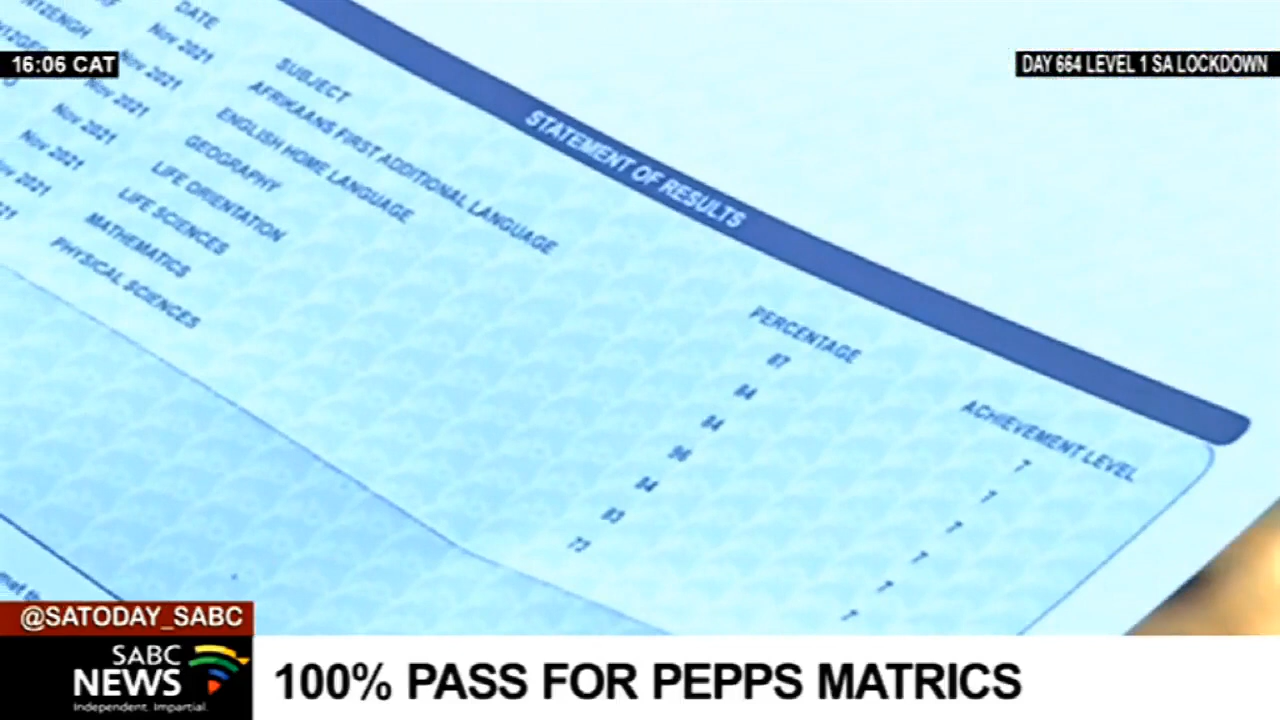 16:06 CAT
DAY 664 LEVEL 1 SA LOCKDOWN
STATEMENT OF RESULTS
DATE SUBJECT PERCENTAGE ACHIEVEMENT LEVEL
Nov 2021 AFRIKAANS FIRST ADDITIONAL LANGUAGE 87 7
Nov 2021 ENGLISH HOME LANGUAGE 84 7
Nov 2021 GEOGRAPHY 84 7
Nov 2021 LIFE ORIENTATION 96 7
Nov 2021 LIFE SCIENCES 84 7
2021 MATHEMATICS 83 7
PHYSICAL SCIENCES 73
@SATODAY_SABC
SABC
NEWS
Independent. Impartial.
100% PASS FOR PEPPS MATRICS